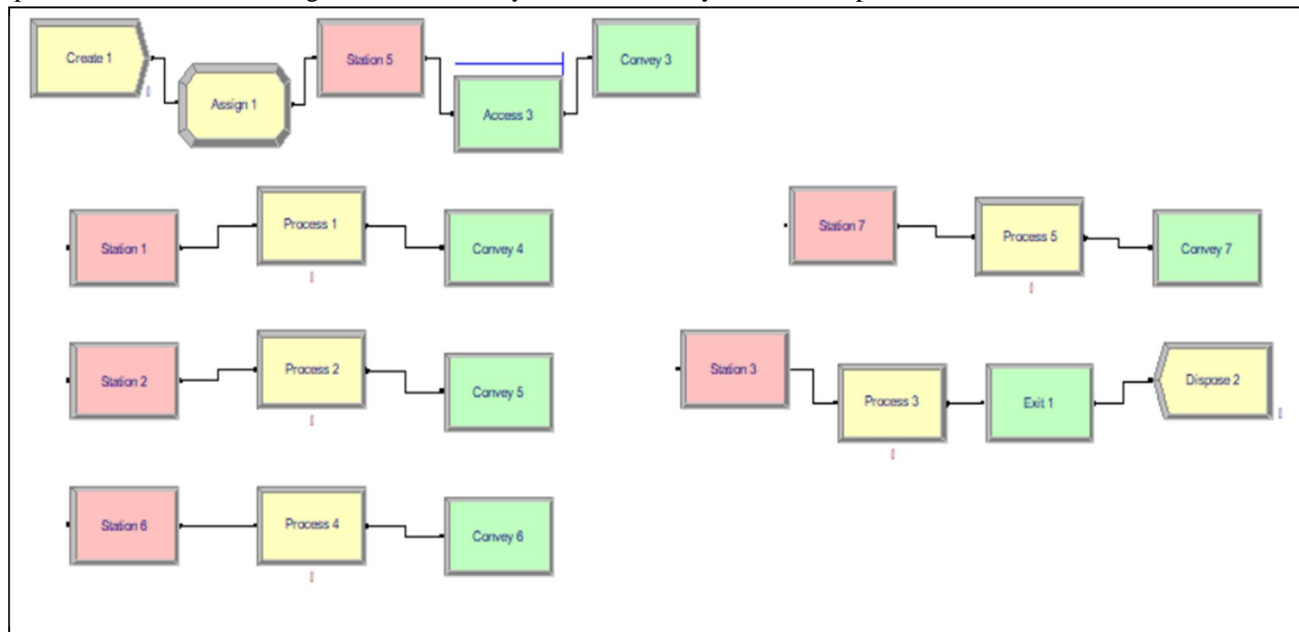 Create 1
Assign 1
Station 5
Access 3
Convey 3
Station 1
Process 1
Convey 4
Station 7
Process 5
Convey 7
Station 2
Process 2
Convey 5
Station 3
Process 3
Exit 1
Dispose 2
Station 6
Process 4
Convey 6